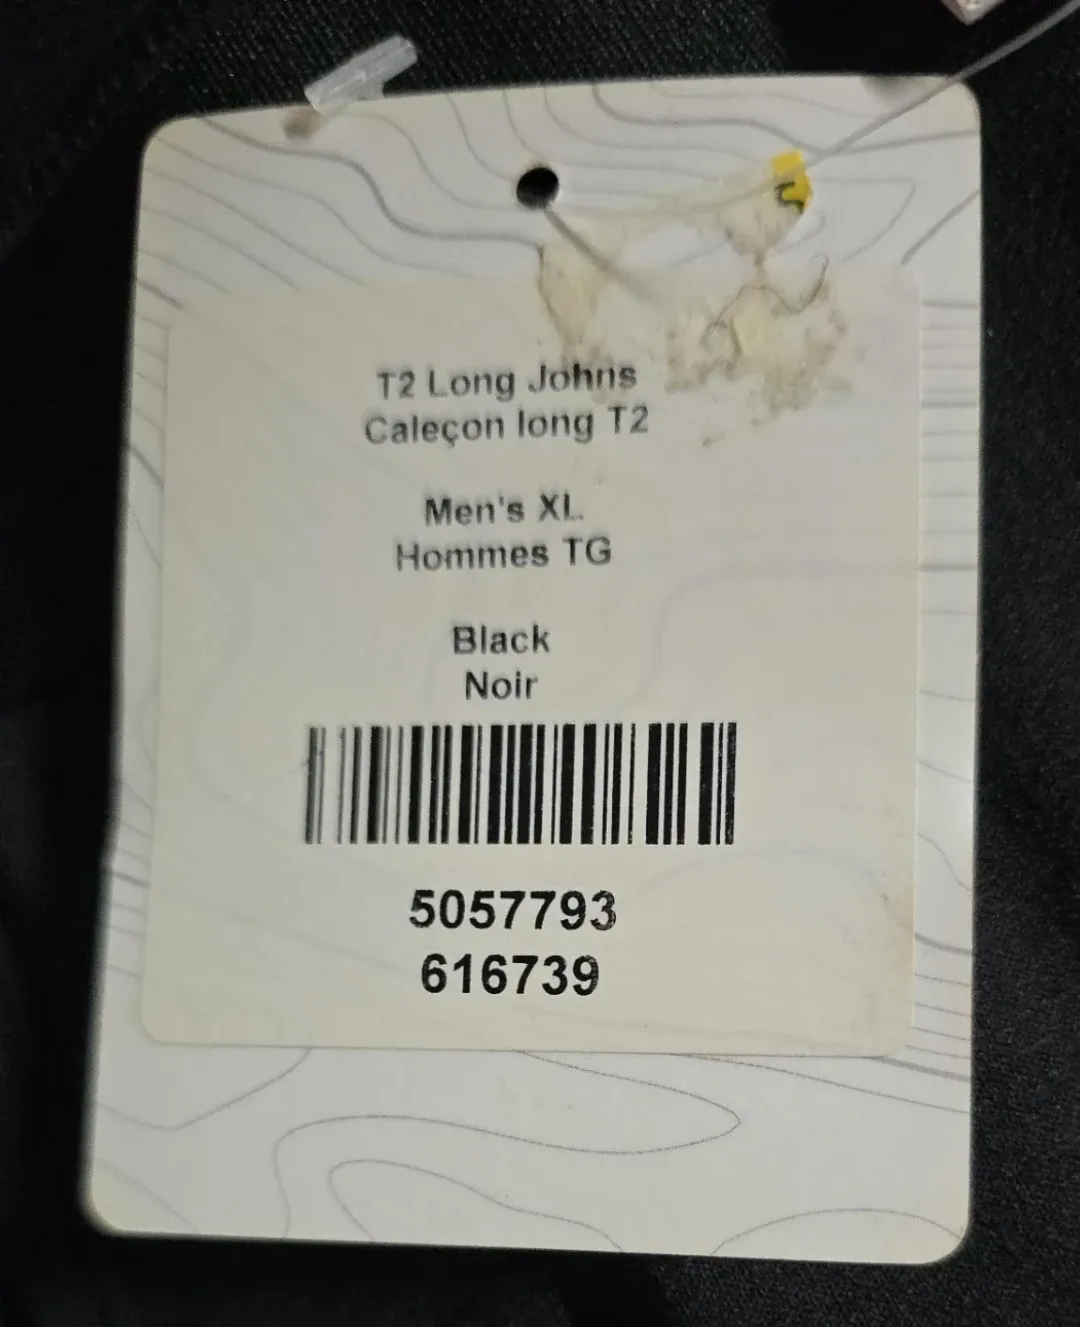 T2 Long Johns
Caleçon long T2
Men's XL
Hommes TG
Black
Noir
5057793
616739